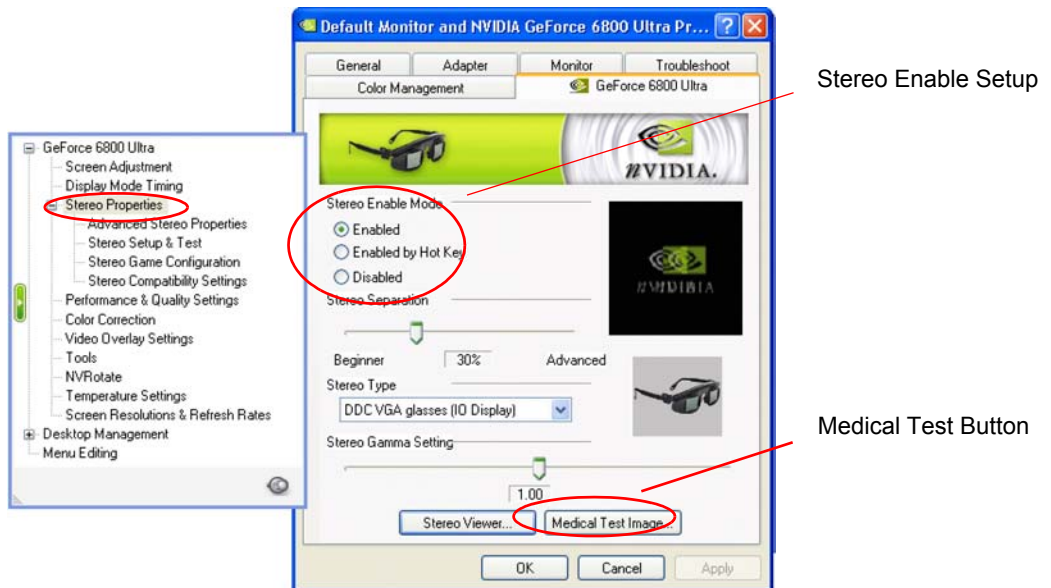 Default Monitor and NVIDIA GeForce 6800 Ultra Pr...
General
Adapter
Monitor
Troubleshoot
Color Management
GeForce 6800 Ultra
Stereo Enable Setup
nVIDIA.
GeForce 6800 Ultra
Screen Adjustment
Display Mode Timing
Stereo Properties
Advanced Stereo Properties
Stereo Setup & Test
Stereo Game Configuration
Stereo Compatibility Settings
Performance & Quality Settings
Color Correction
Video Overlay Settings
Tools
NVRotate
Temperature Settings
Screen Resolutions & Refresh Rates
Desktop Management
Menu Editing
Stereo Enable Mode
Enabled
Enabled by Hot Key
Disabled
Stereo Separation
Beginner
30%
Advanced
Stereo Type
DDC VGA glasses (IO Display)
Stereo Gamma Setting
1.00
Medical Test Button
Stereo Viewer...
Medical Test Image...
OK
Cancel
Apply